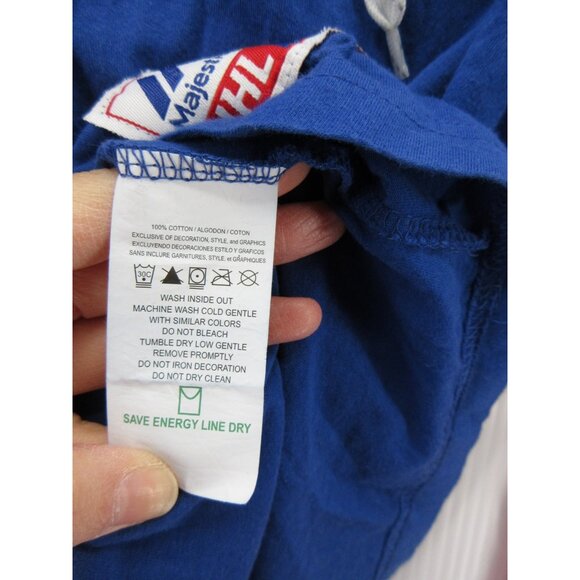 Majest
HL
100% COTTON / ALGODON / COTON
EXCLUSIVE OF DECORATION, STYLE, and GRAPHICS
EXCLUYENDO DECORACIONES ESTILO Y GRAFICOS
SANS INCLURE GARNITURES, STYLE, et GRAPHIQUES
30C
WASH INSIDE OUT
MACHINE WASH COLD GENTLE
WITH SIMILAR COLORS
DO NOT BLEACH
TUMBLE DRY LOW GENTLE
REMOVE PROMPTLY
DO NOT IRON DECORATION
DO NOT DRY CLEAN
SAVE ENERGY LINE DRY